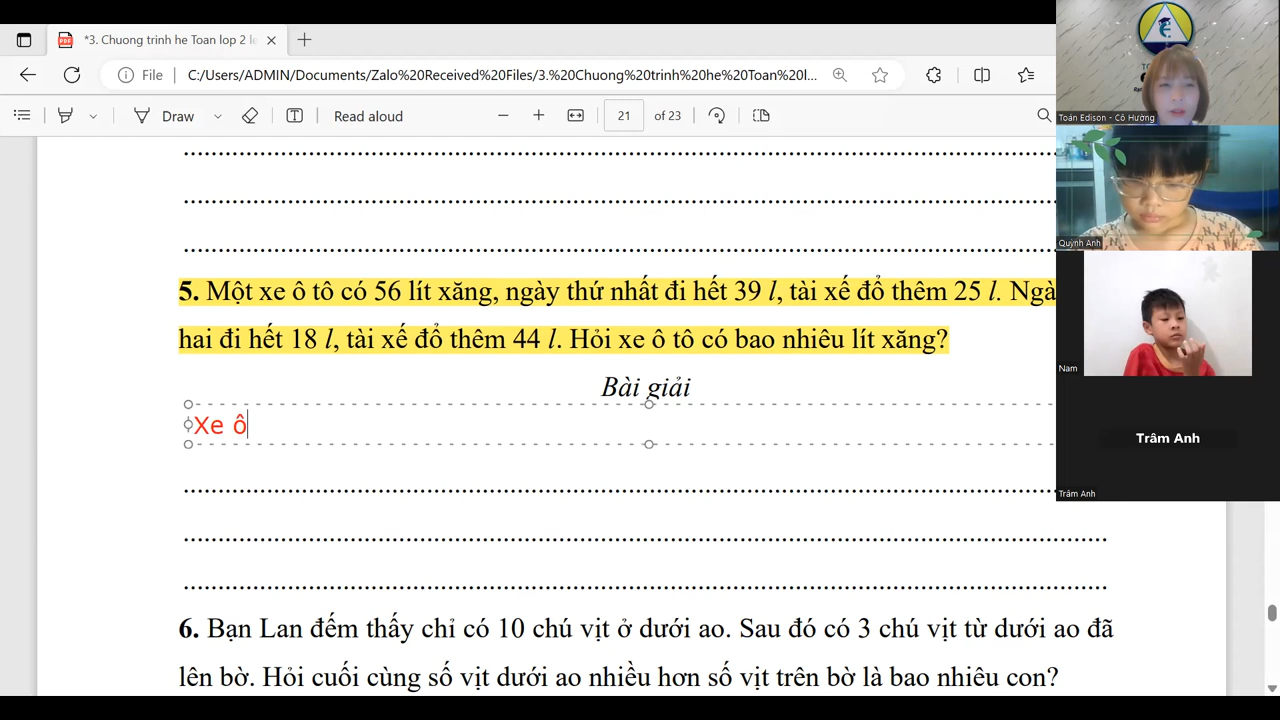 *3. Chuong trinh he Toan lop 2 le
File
C:/Users/ADMIN/Documents/Zalo%20Received%20Files/3.%20Chuong%20trinh%20he%20Toan%20l...
Draw
Read aloud
21
of 23
5. Một xe ô tô có 56 lít xăng, ngày thứ nhất đi hết 39 l, tài xế đổ thêm 25 l. Ngà
hai đi hết 18 l, tài xế đổ thêm 44 l. Hỏi xe ô tô có bao nhiêu lít xăng?
Bài giải
Xe ô
6. Bạn Lan đếm thấy chỉ có 10 chú vịt ở dưới ao. Sau đó có 3 chú vịt từ dưới ao đã
lên bờ. Hỏi cuối cùng số vịt dưới ao nhiều hơn số vịt trên bờ là bao nhiêu con?
Toán Edison - Cô Hường
Quỳnh Anh
Nam
Trâm Anh
Trâm Anh